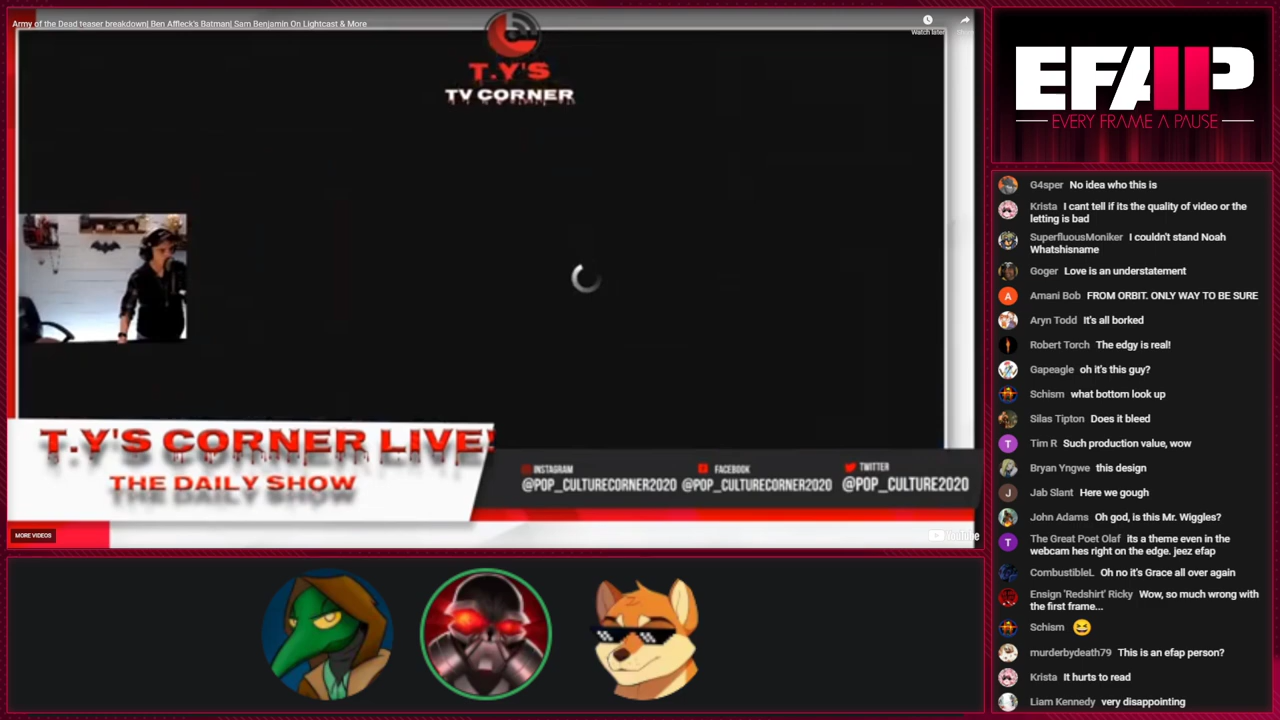 Army of the Dead teaser breakdown| Ben Affleck's Batman| Sam Benjamin On Lightcast & More
Watch later
Share
T.Y'S
TV CORNER
T.Y'S CORNER LIVE!
THE DAILY SHOW
INSTAGRAM
@POP_CULTURECORNER2020
FACEBOOK
@POP_CULTURECORNER2020
TWITTER
@POP_CULTURE2020
MORE VIDEOS
YouTube
EFAP
EVERY FRAME A PAUSE
G4sper No idea who this is
Krista I cant tell if its the quality of video or the
letting is bad
SuperfluousMoniker I couldn't stand Noah
Whatshisname
Goger Love is an understatement
A
Amani Bob FROM ORBIT. ONLY WAY TO BE SURE
Aryn Todd It's all borked
Robert Torch The edgy is real!
Gapeagle oh it's this guy?
Schism what bottom look up
Silas Tipton Does it bleed
T
Tim R Such production value, wow
Bryan Yngwe this design
J
Jab Slant Here we gough
John Adams Oh god, is this Mr. Wiggles?
T
The Great Poet Olaf its a theme even in the
webcam hes right on the edge. jeez efap
CombustibleL Oh no it's Grace all over again
Ensign 'Redshirt' Ricky Wow, so much wrong with
the first frame...
Schism 😆
murderbydeath79 This is an efap person?
Krista It hurts to read
Liam Kennedy very disappointing